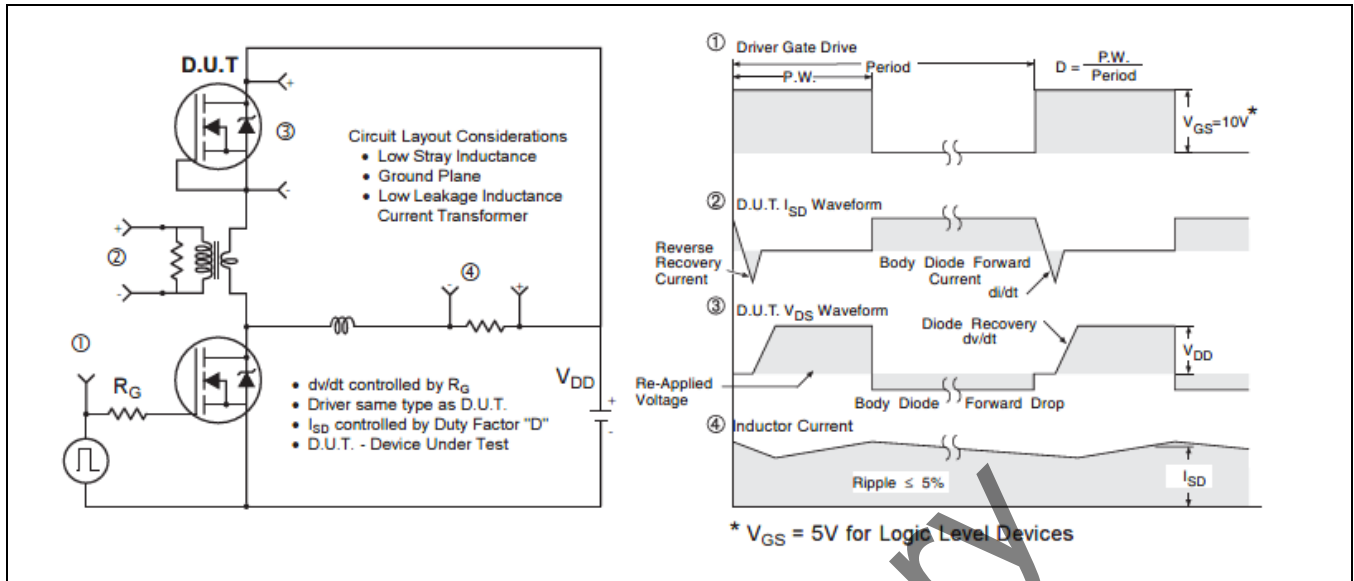 D.U.T
+
③
-
Circuit Layout Considerations
• Low Stray Inductance
• Ground Plane
• Low Leakage Inductance
Current Transformer
+
②
-
④
-
+
①
RG
• dv/dt controlled by RG
• Driver same type as D.U.T.
• ISD controlled by Duty Factor "D"
• D.U.T. - Device Under Test
VDD
+
-
① Driver Gate Drive
P.W.
Period
D = P.W. / Period
VGS=10V*
② D.U.T. ISD Waveform
Reverse
Recovery
Current
Body Diode Forward
Current
di/dt
③ D.U.T. VDS Waveform
Diode Recovery
dv/dt
VDD
Re-Applied
Voltage
Body Diode Forward Drop
④ Inductor Current
Ripple ≤ 5%
ISD
* VGS = 5V for Logic Level Devices